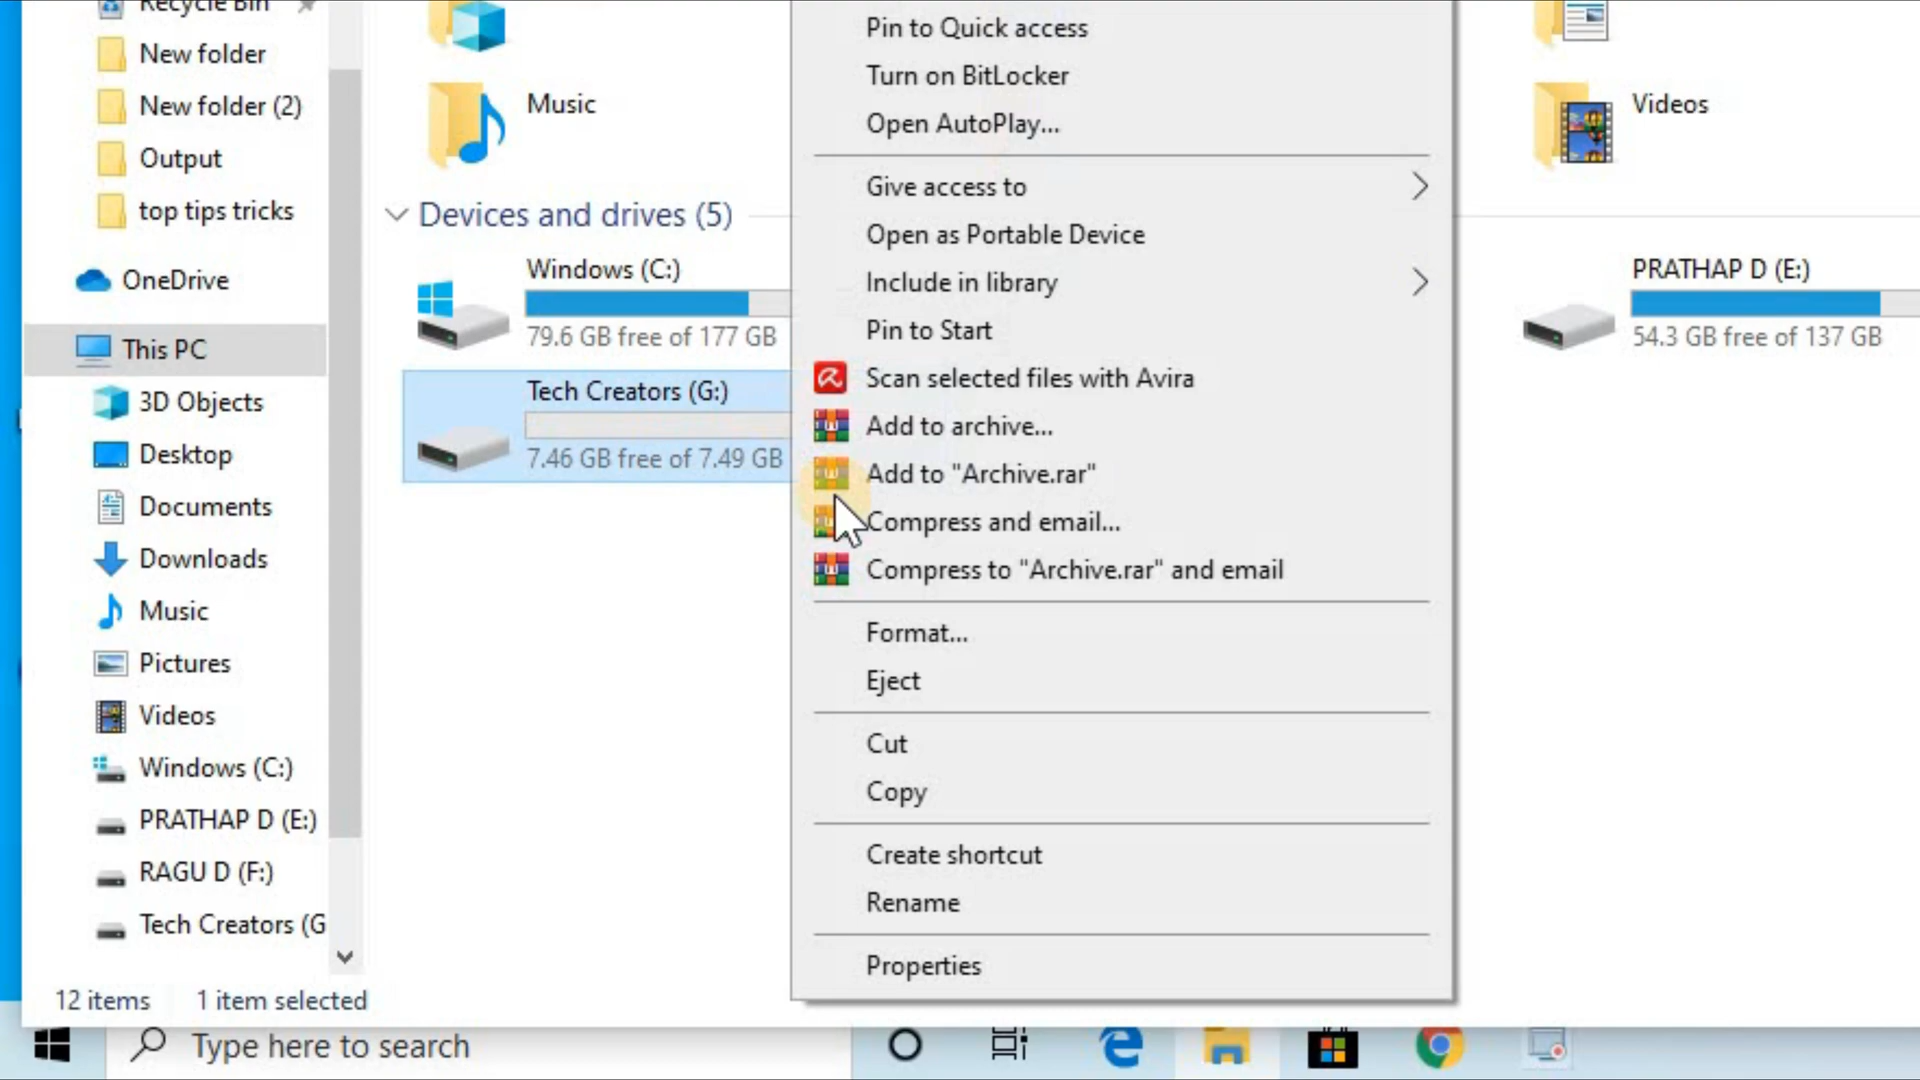 Recycle Bin
New folder
New folder (2)
Output
top tips tricks
OneDrive
This PC
3D Objects
Desktop
Documents
Downloads
Music
Pictures
Videos
Windows (C:)
PRATHAP D (E:)
RAGU D (F:)
Tech Creators (G
12 items
1 item selected
Music
Devices and drives (5)
Windows (C:)
79.6 GB free of 177 GB
Tech Creators (G:)
7.46 GB free of 7.49 GB
Pin to Quick access
Turn on BitLocker
Open AutoPlay...
Give access to
Open as Portable Device
Include in library
Pin to Start
Scan selected files with Avira
Add to archive...
Add to "Archive.rar"
Compress and email...
Compress to "Archive.rar" and email
Format...
Eject
Cut
Copy
Create shortcut
Rename
Properties
Videos
PRATHAP D (E:)
54.3 GB free of 137 GB
Type here to search